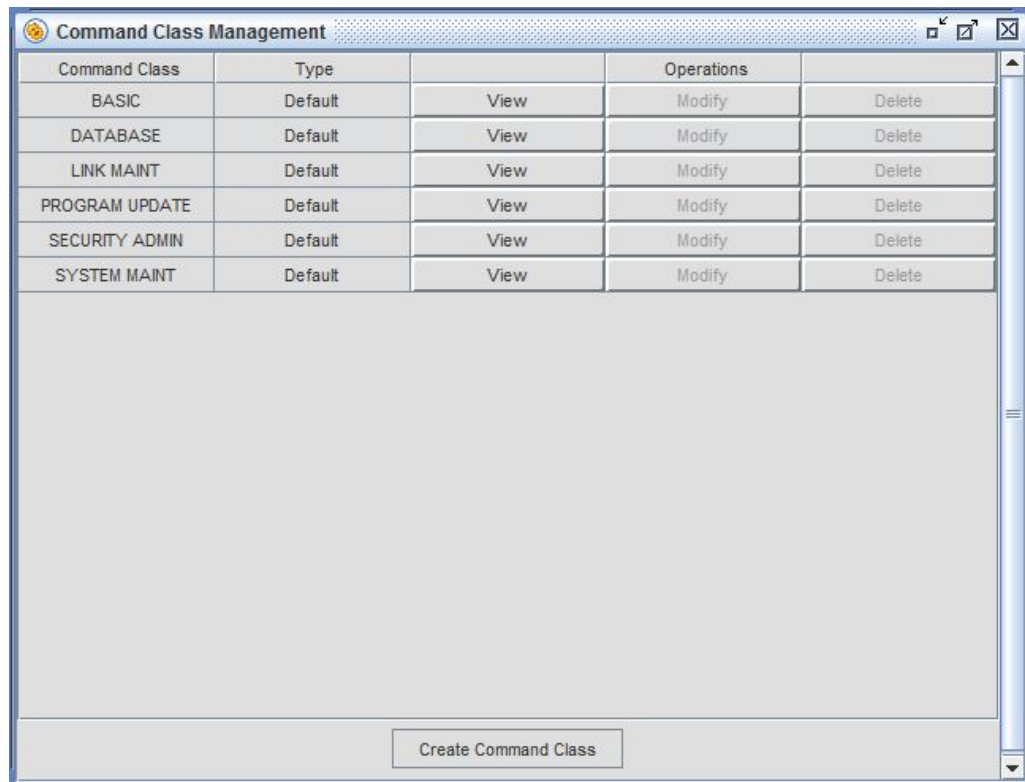 Command Class Management
Command Class Type Operations
BASIC Default View Modify Delete
DATABASE Default View Modify Delete
LINK MAINT Default View Modify Delete
PROGRAM UPDATE Default View Modify Delete
SECURITY ADMIN Default View Modify Delete
SYSTEM MAINT Default View Modify Delete
Create Command Class